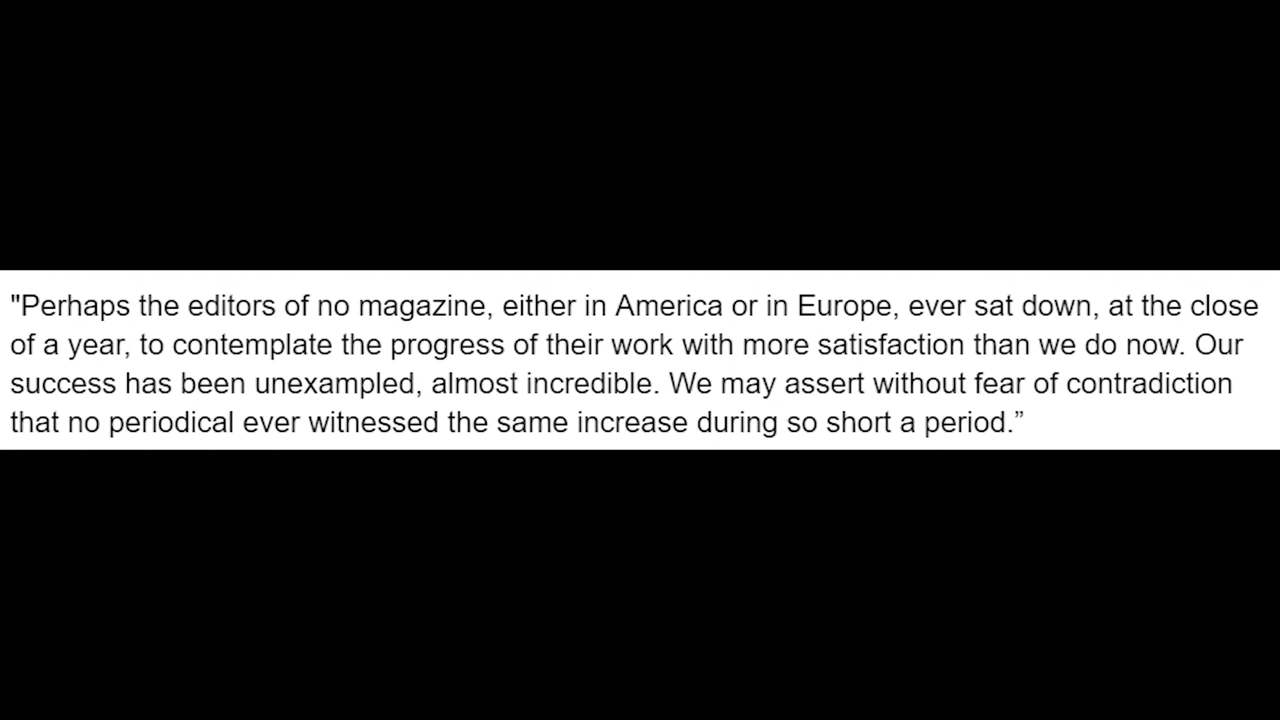 "Perhaps the editors of no magazine, either in America or in Europe, ever sat down, at the close
of a year, to contemplate the progress of their work with more satisfaction than we do now. Our
success has been unexampled, almost incredible. We may assert without fear of contradiction
that no periodical ever witnessed the same increase during so short a period.”